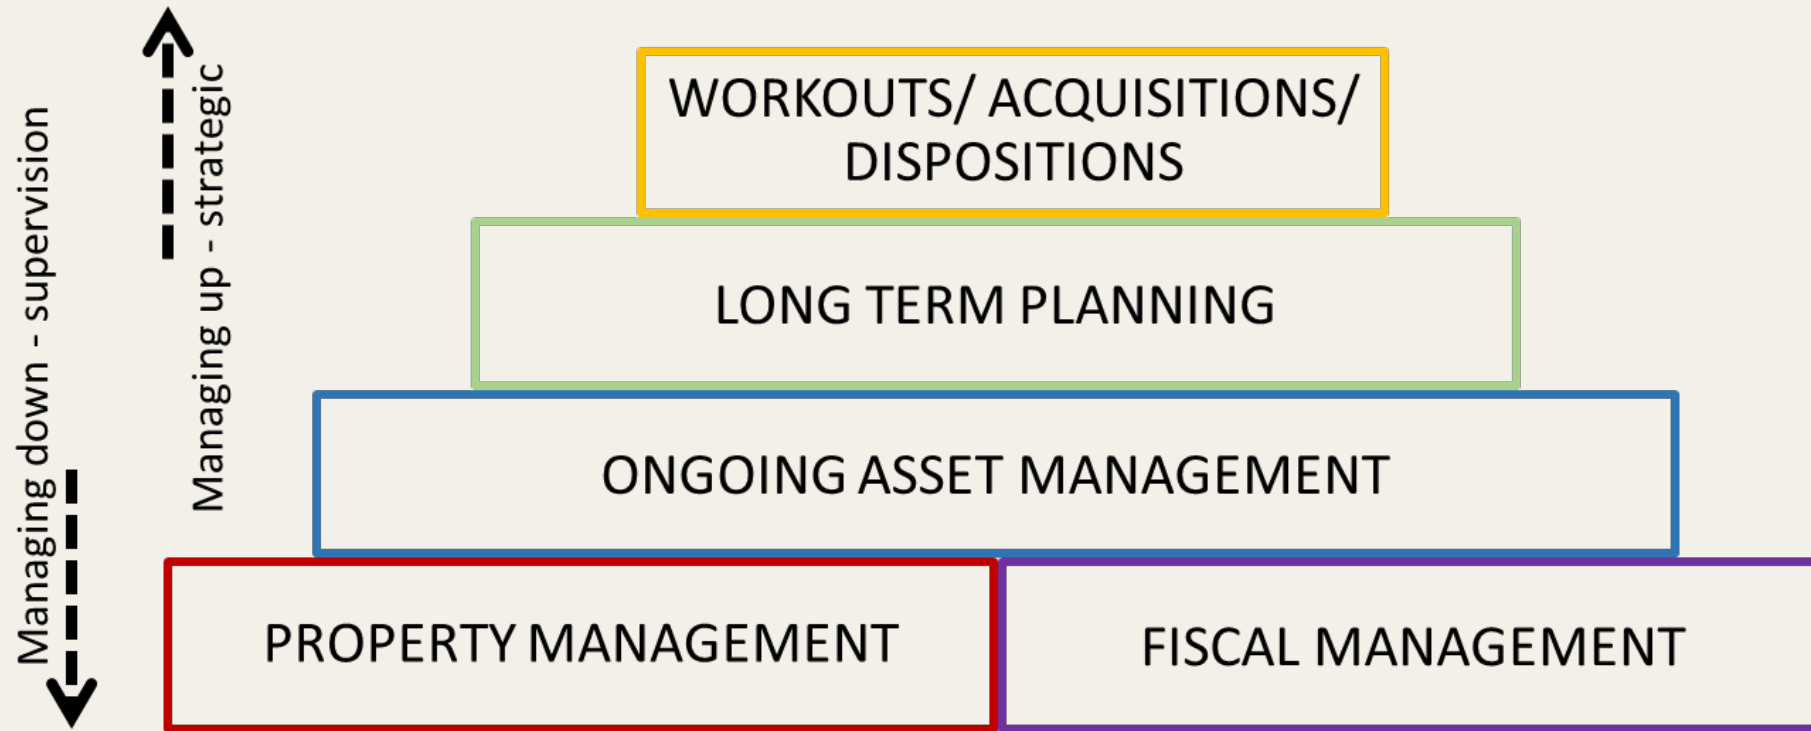 Managing down - supervision
Managing up - strategic
WORKOUTS/ ACQUISITIONS/
DISPOSITIONS
LONG TERM PLANNING
ONGOING ASSET MANAGEMENT
PROPERTY MANAGEMENT
FISCAL MANAGEMENT